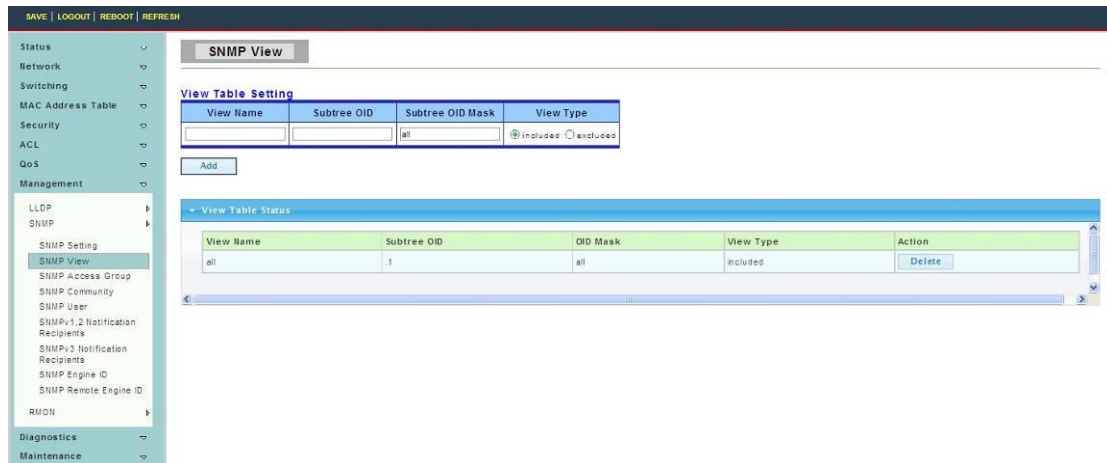 SAVE | LOGOUT | REBOOT | REFRESH
Status
Network
Switching
MAC Address Table
Security
ACL
QoS
Management
LLDP
SNMP
SNMP Setting
SNMP View
SNMP Access Group
SNMP Community
SNMP User
SNMPv1,2 Notification
Recipients
SNMPv3 Notification
Recipients
SNMP Engine ID
SNMP Remote Engine ID
RMON
Diagnostics
Maintenance
SNMP View
View Table Setting
View Name Subtree OID Subtree OID Mask View Type
all included excluded
Add
View Table Status
View Name Subtree OID OID Mask View Type Action
all .1 all included Delete